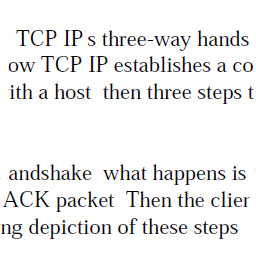 TCP IP s three-way hands
ow TCP IP establishes a co
ith a host then three steps t
andshake what happens is
ACK packet Then the clier
ng depiction of these steps